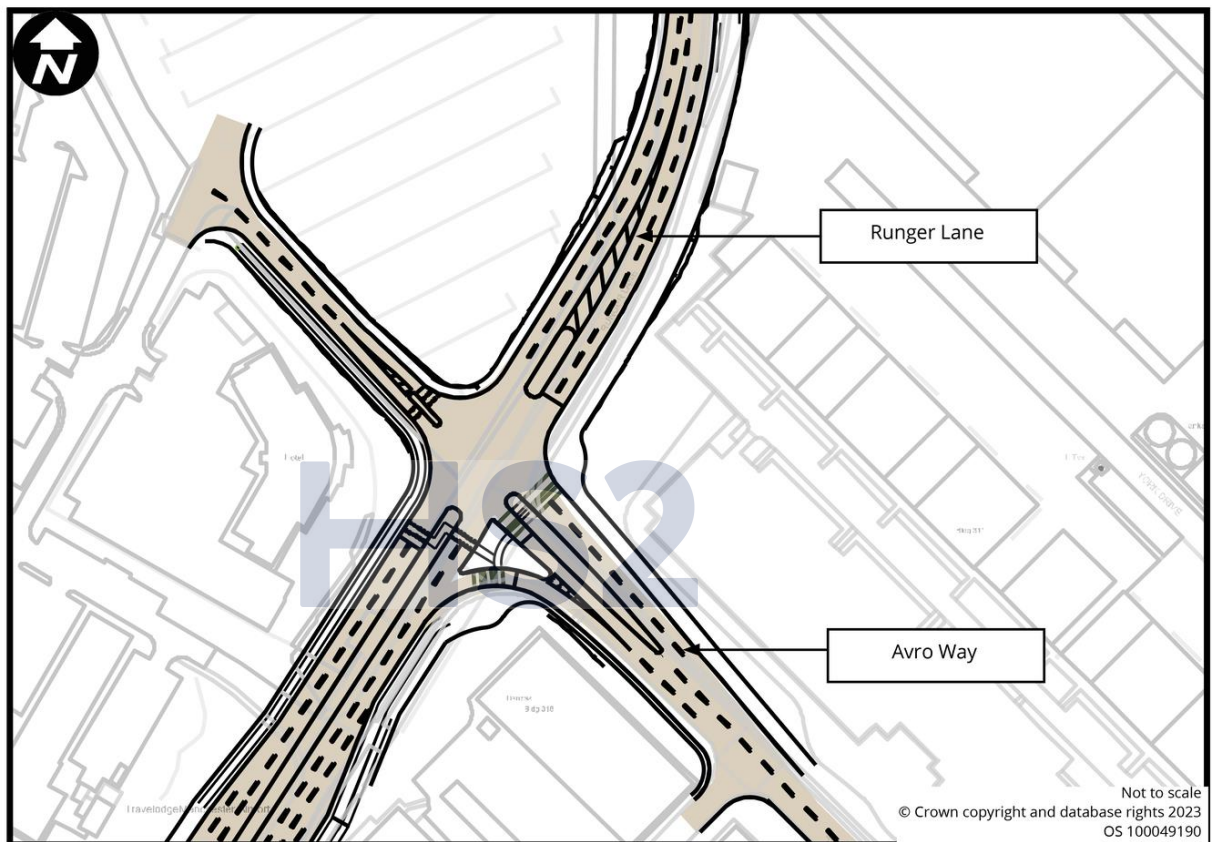 N
Runger Lane
Hotel
HS2
Avro Way
Not to scale
© Crown copyright and database rights 2023
OS 100049190